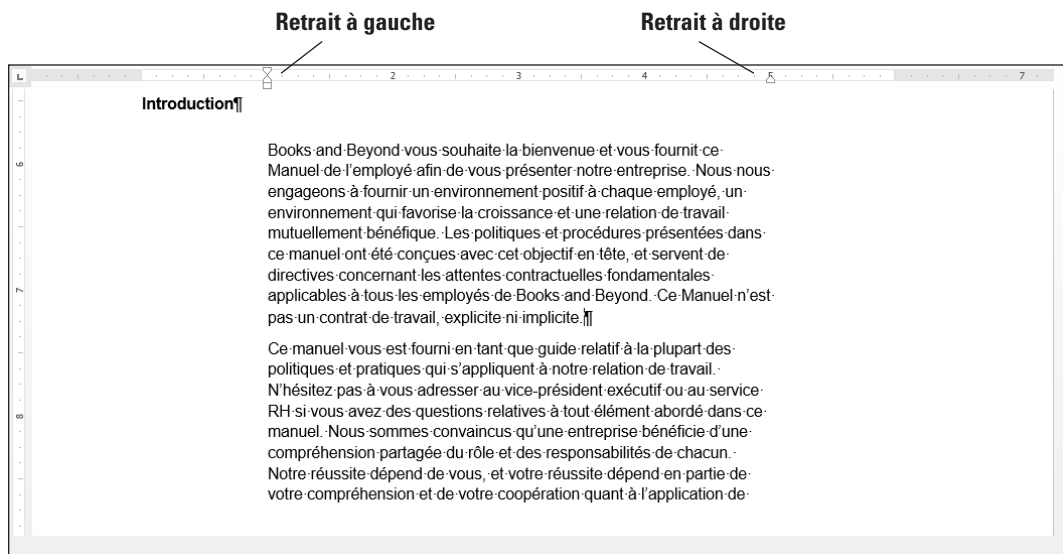 Retrait à gauche Retrait à droite
2 3 4 5 7
Introduction¶
Books·and·Beyond·vous·souhaite·la·bienvenue·et·vous·fournit·ce·
Manuel·de·l’employé·afin·de·vous·présenter·notre·entreprise.·Nous·nous·
engageons·à·fournir·un·environnement·positif·à·chaque·employé,·un·
environnement·qui·favorise·la·croissance·et·une·relation·de·travail·
mutuellement·bénéfique.·Les·politiques·et·procédures·présentées·dans·
ce·manuel·ont·été·conçues·avec·cet·objectif·en·tête,·et·servent·de·
directives·concernant·les·attentes·contractuelles·fondamentales·
applicables·à·tous·les·employés·de·Books·and·Beyond.·Ce·Manuel·n’est·
pas·un·contrat·de·travail,·explicite·ni·implicite.¶
Ce·manuel·vous·est·fourni·en·tant·que·guide·relatif·à·la·plupart·des·
politiques·et·pratiques·qui·s’appliquent·à·notre·relation·de·travail.·
N’hésitez·pas·à·vous·adresser·au·vice-président·exécutif·ou·au·service·
RH·si·vous·avez·des·questions·relatives·à·tout·élément·abordé·dans·ce·
manuel.·Nous·sommes·convaincus·qu’une·entreprise·bénéficie·d’une·
compréhension·partagée·du·rôle·et·des·responsabilités·de·chacun.·
Notre·réussite·dépend·de·vous,·et·votre·réussite·dépend·en·partie·de·
votre·compréhension·et·de·votre·coopération·quant·à·l’application·de·
6
7
8